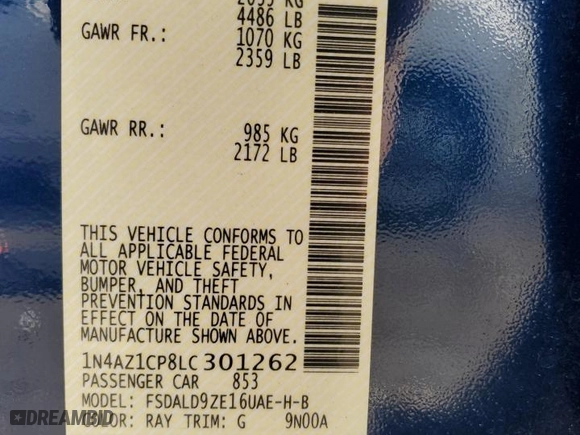 4486 LB
GAWR FR.: 1070 KG
2359 LB
GAWR RR.: 985 KG
2172 LB
THIS VEHICLE CONFORMS TO
ALL APPLICABLE FEDERAL
MOTOR VEHICLE SAFETY,
BUMPER, AND THEFT
PREVENTION STANDARDS IN
EFFECT ON THE DATE OF
MANUFACTURE SHOWN ABOVE.
1N4AZ1CP8LC301262
PASSENGER CAR 853
MODEL: FSDALD9ZE16UAE-H-B
COLOR: RAY TRIM: G 9N00A
DREAMBID